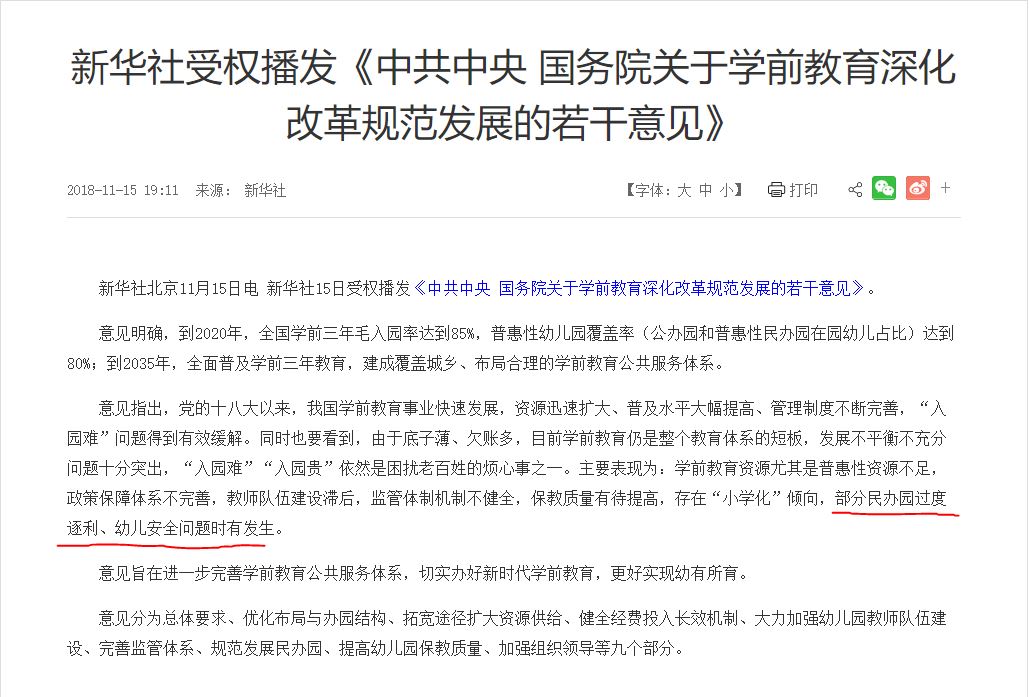 新华社受权播发《中共中央 国务院关于学前教育深化
改革规范发展的若干意见》
2018-11-15 19:11 来源： 新华社
【字体：大 中 小】 打印
新华社北京11月15日电 新华社15日受权播发《中共中央 国务院关于学前教育深化改革规范发展的若干意见》。
意见明确，到2020年，全国学前三年毛入园率达到85%，普惠性幼儿园覆盖率（公办园和普惠性民办园在园幼儿占比）达到
80%；到2035年，全面普及学前三年教育，建成覆盖城乡、布局合理的学前教育公共服务体系。
意见指出，党的十八大以来，我国学前教育事业快速发展，资源迅速扩大、普及水平大幅提高、管理制度不断完善，“入
园难”问题得到有效缓解。同时也要看到，由于底子薄、欠账多，目前学前教育仍是整个教育体系的短板，发展不平衡不充分
问题十分突出，“入园难”“入园贵”依然是困扰老百姓的烦心事之一。主要表现为：学前教育资源尤其是普惠性资源不足，
政策保障体系不完善，教师队伍建设滞后，监管体制机制不健全，保教质量有待提高，存在“小学化”倾向，部分民办园过度
逐利、幼儿安全问题时有发生。
意见旨在进一步完善学前教育公共服务体系，切实办好新时代学前教育，更好实现幼有所育。
意见分为总体要求、优化布局与办园结构、拓宽途径扩大资源供给、健全经费投入长效机制、大力加强幼儿园教师队伍建
设、完善监管体系、规范发展民办园、提高幼儿园保教质量、加强组织领导等九个部分。